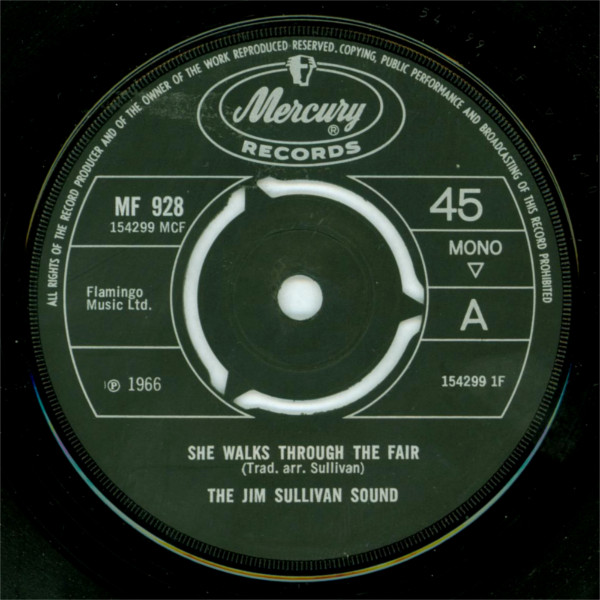 ALL RIGHTS OF THE RECORD PRODUCER AND OF THE OWNER OF THE WORK REPRODUCED RESERVED. COPYING, PUBLIC PERFORMANCE AND BROADCASTING OF THIS RECORD PROHIBITED
Mercury
®
RECORDS
MF 928
154299 MCF
45
MONO
Flamingo
Music Ltd.
A
℗ 1966
154299 1F
SHE WALKS THROUGH THE FAIR
(Trad. arr. Sullivan)
THE JIM SULLIVAN SOUND